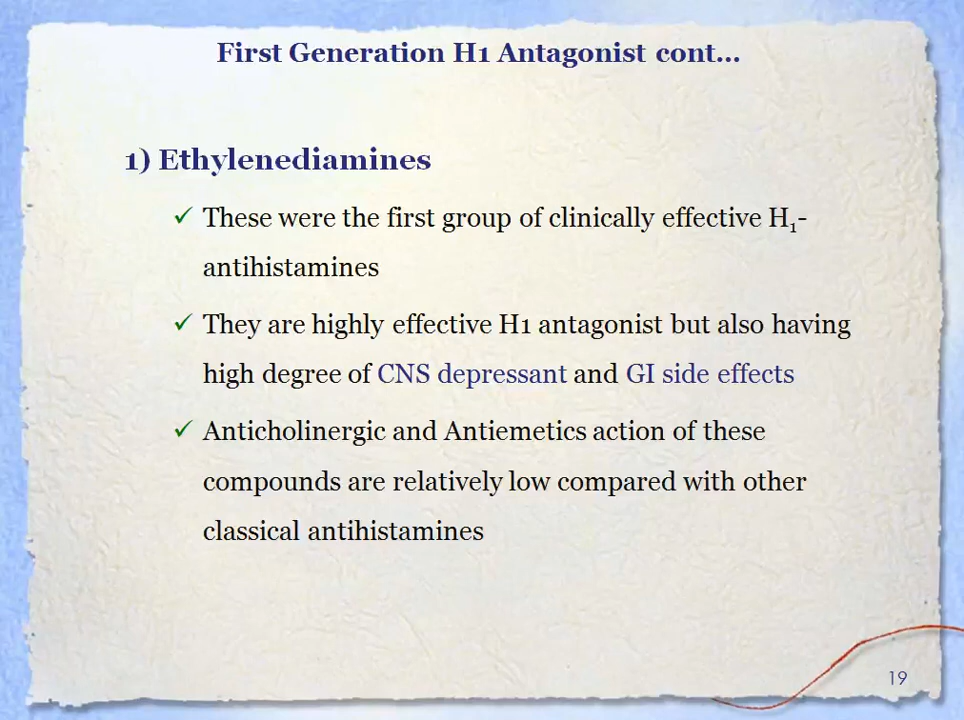 First Generation H1 Antagonist cont...
1) Ethylenediamines
✓ These were the first group of clinically effective H₁-
antihistamines
✓ They are highly effective H1 antagonist but also having
high degree of CNS depressant and GI side effects
✓ Anticholinergic and Antiemetics action of these
compounds are relatively low compared with other
classical antihistamines
19